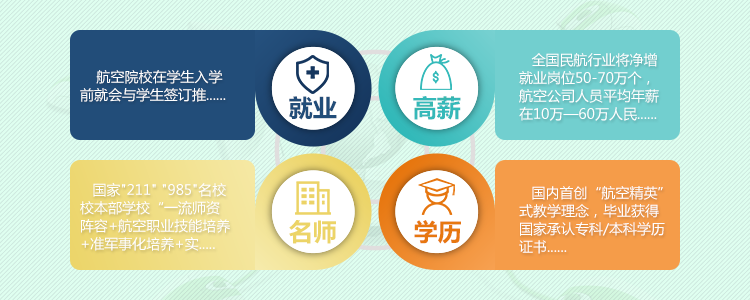 航空院校在学生入学
前就会与学生签订推......
就业
高薪
全国民航行业将净增
就业岗位50-70万个，
航空公司人员平均年薪
在10万—60万人民......
国家"211" "985"名校
校本部学校“一流师资
阵容+航空职业技能培养
+准军事化培养+实.....
名师
学历
国内首创“航空精英”
式教学理念，毕业获得
国家承认专科/本科学历
证书......